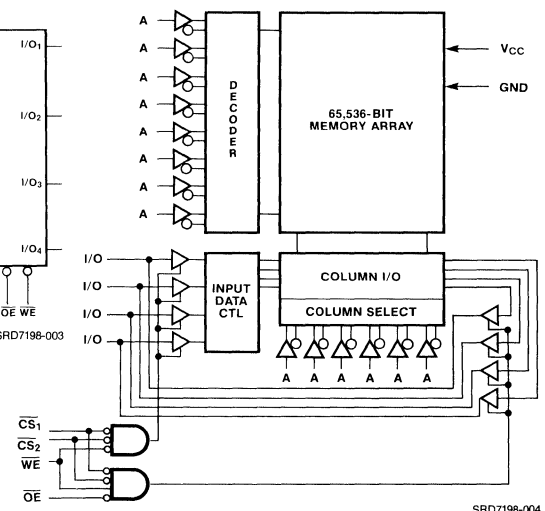 I/O1
I/O2
I/O3
I/O4
OE WE
SRD7198-003
A
A
A
A
A
A
A
A
DECODER
65,536-BIT
MEMORY ARRAY
VCC
GND
I/O
I/O
I/O
I/O
INPUT
DATA
CTL
COLUMN I/O
COLUMN SELECT
A A A A A A
CS1
CS2
WE
OE
SRD7198-004